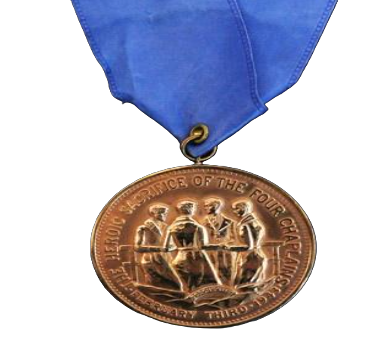 THE HEROIC SACRIFICE OF THE FOUR CHAPLAINS
FEBRUARY THIRD · 1943